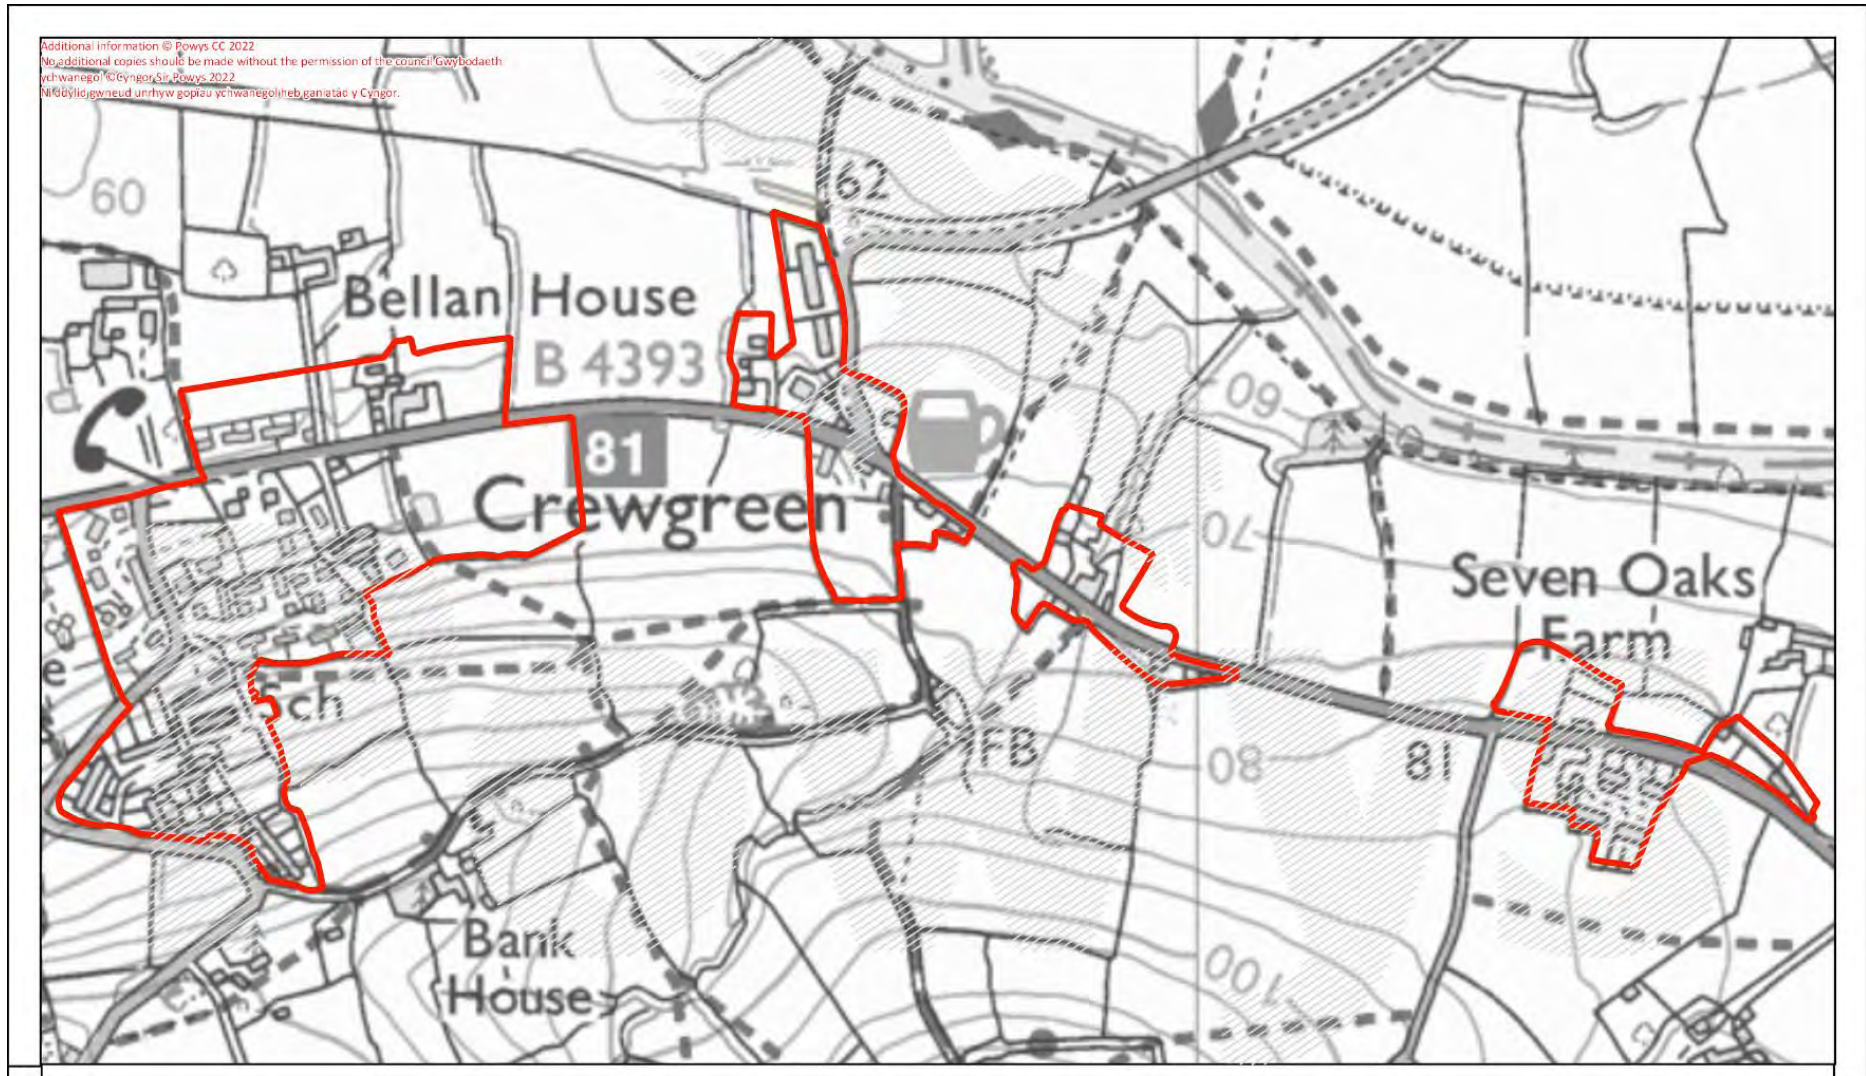 Additional information © Powys CC 2022
No additional copies should be made without the permission of the council Gwybodaeth
ychwanegol ©Cyngor Sir Powys 2022
Ni ddylid gwneud unrhyw gopïau ychwanegol heb ganiatâd y Cyngor.
62
60
Bellan House
B 4393
60
81
Crewgreen
70
Seven Oaks
Farm
e
Sch
FB
80
81
Bank
House
100